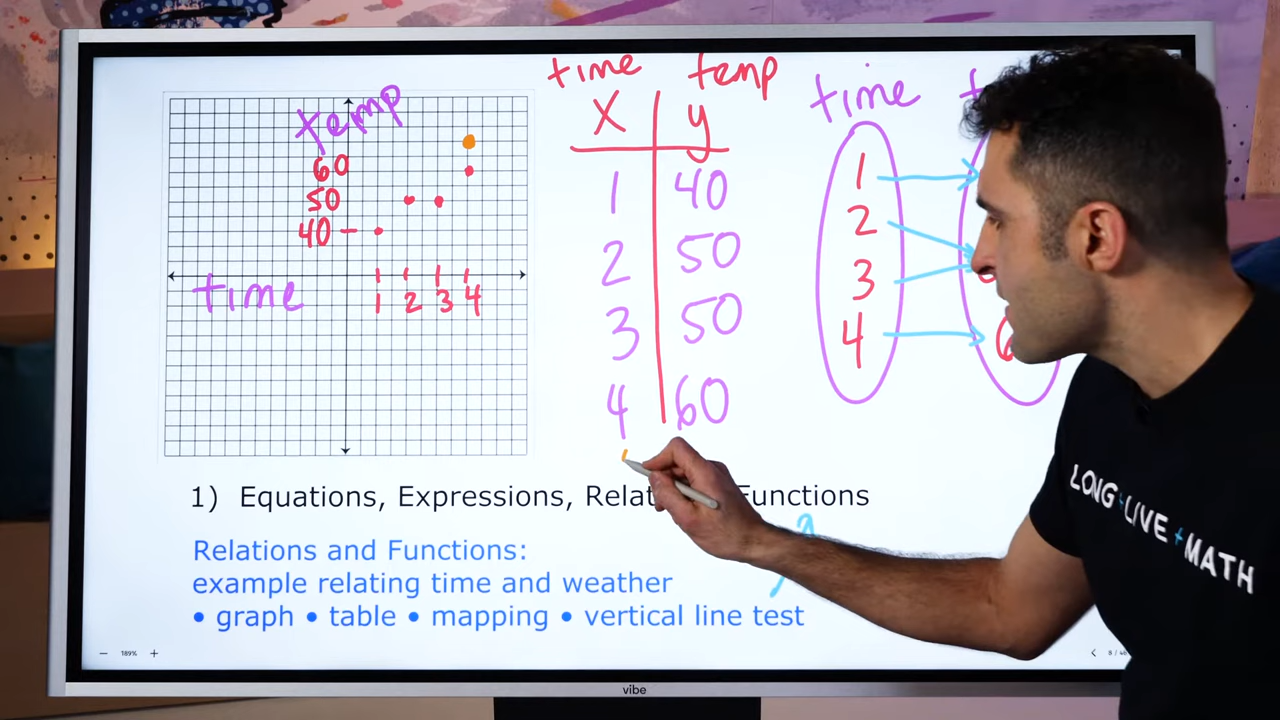 temp
60
50
40
time
1 2 3 4
time temp
x y
1 40
2 50
3 50
4 60
time
1
2
3
4
1) Equations, Expressions, Functions
Relations and Functions:
example relating time and weather
• graph • table • mapping • vertical line test
LONG + LIVE + MATH
189%
vibe